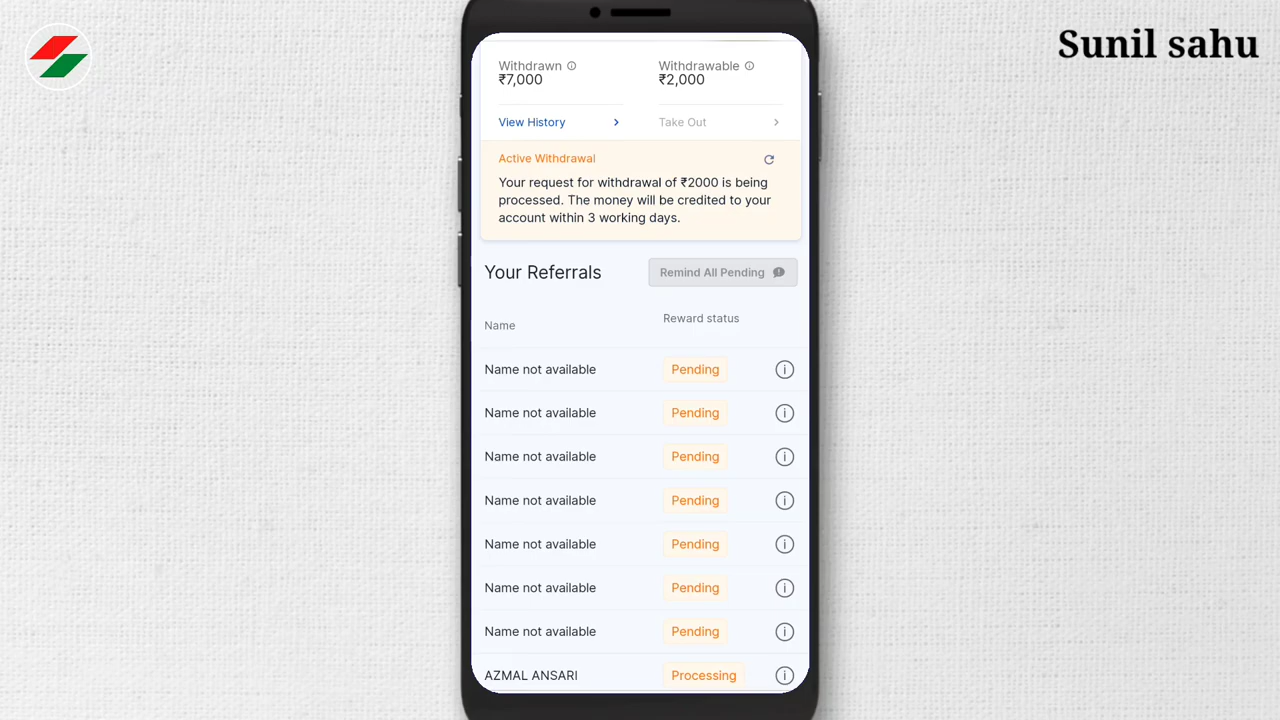 Sunil sahu
Withdrawn
Withdrawable
₹7,000
₹2,000
View History
Take Out
Active Withdrawal
Your request for withdrawal of ₹2000 is being
processed. The money will be credited to your
account within 3 working days.
Your Referrals
Remind All Pending
Name
Reward status
Name not available
Pending
Name not available
Pending
Name not available
Pending
Name not available
Pending
Name not available
Pending
Name not available
Pending
Name not available
Pending
AZMAL ANSARI
Processing